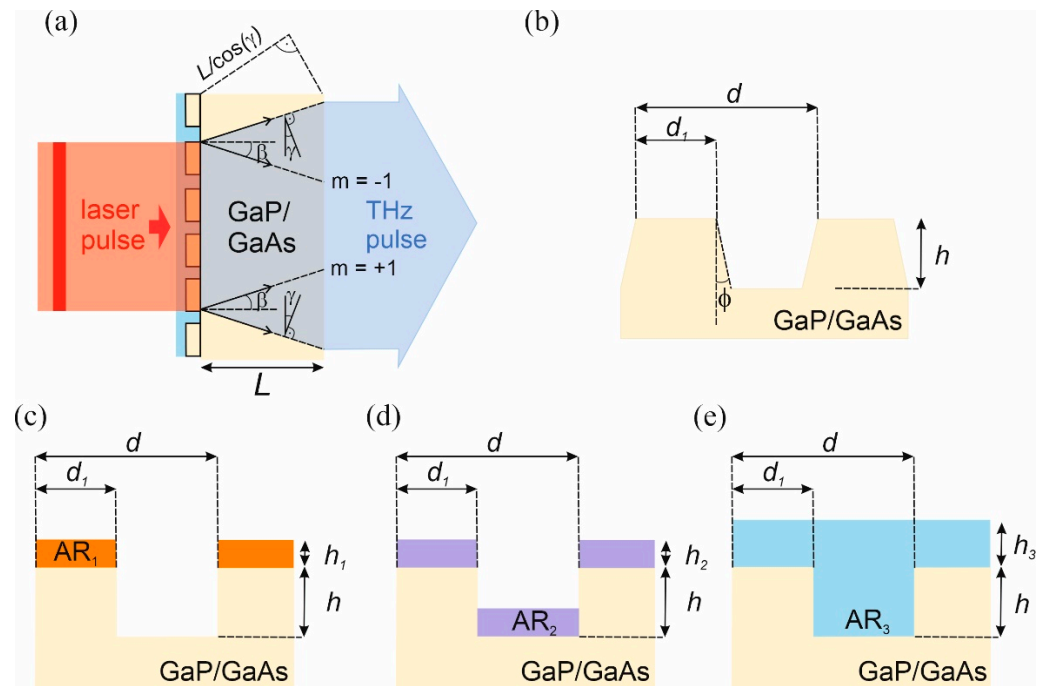 (a)
L/cos(γ)
β
γ
m = -1
laser
pulse
GaP/
GaAs
THz
pulse
m = +1
β
γ
L
(b)
d
d₁
h
ϕ
GaP/GaAs
(c)
d
d₁
AR₁
h₁
h
GaP/GaAs
(d)
d
d₁
h₂
AR₂
h
GaP/GaAs
(e)
d
d₁
h₃
AR₃
h
GaP/GaAs